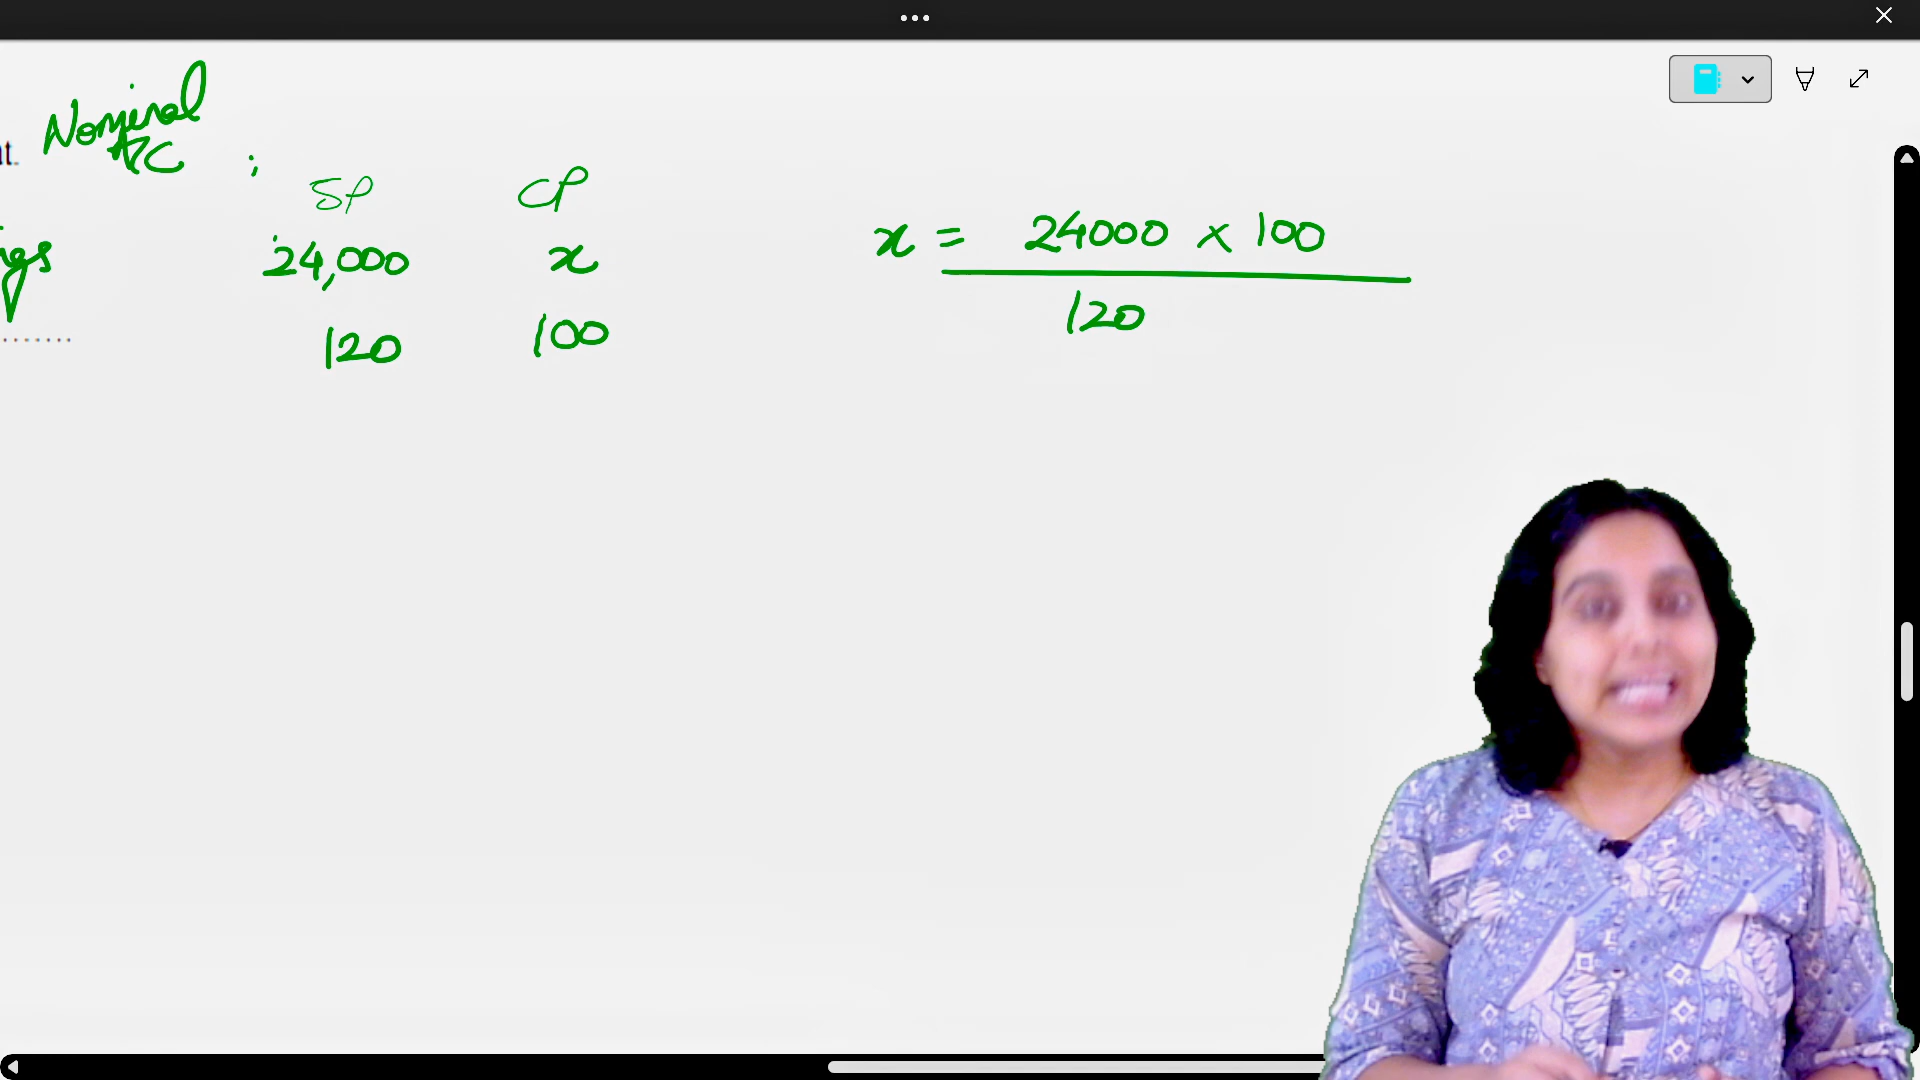 Nominal
A/C
t.
;
SP CP
24,000 x
120 100
x = 24000 × 100
120